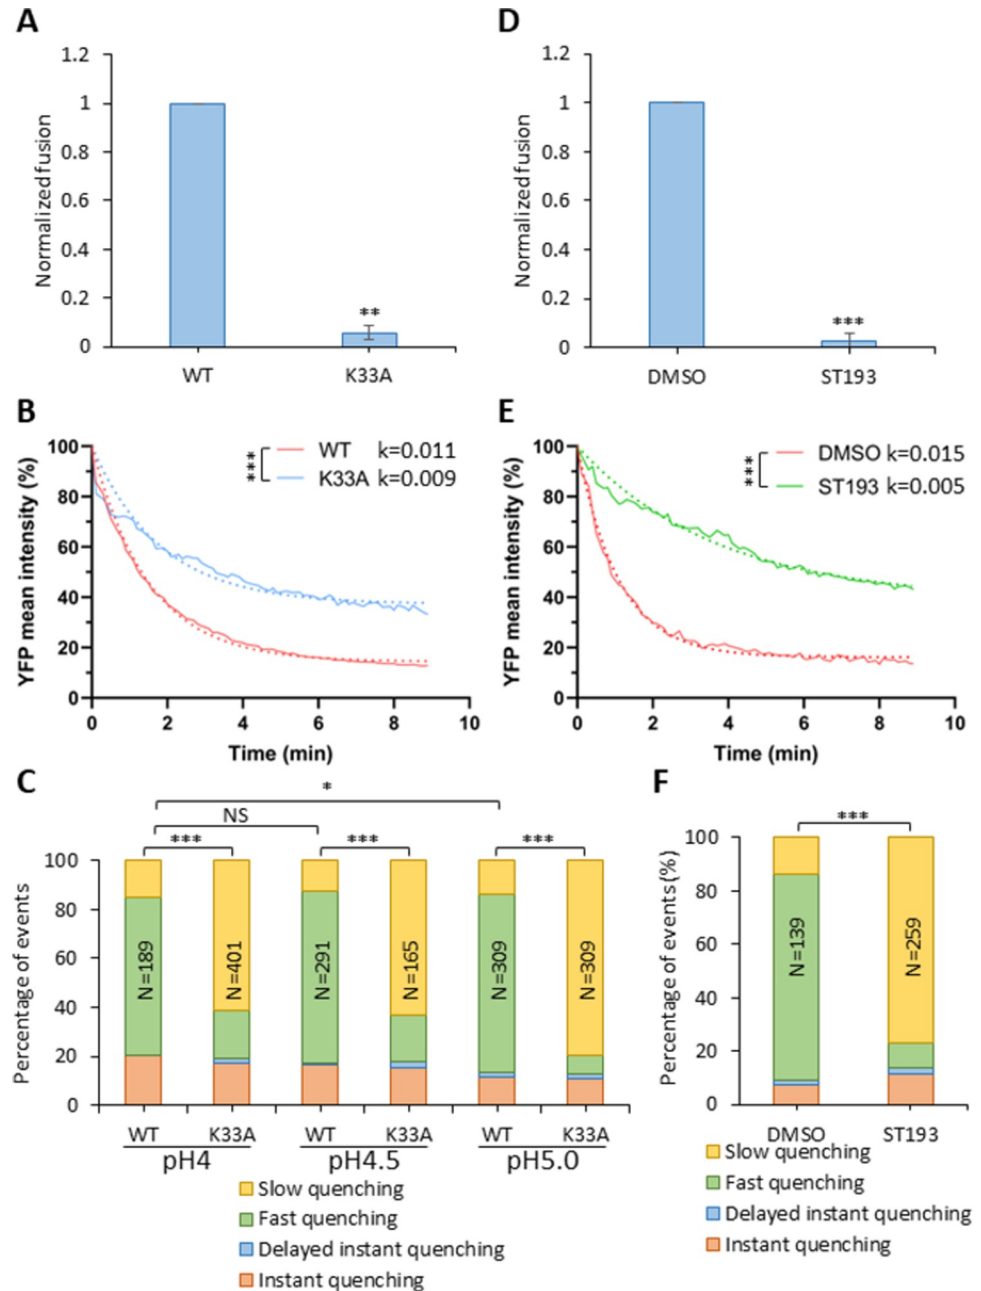 A
1.2
1
0.8
0.6
0.4
0.2
0
Normalized fusion
**
WT
K33A
D
1.2
1
0.8
0.6
0.4
0.2
0
Normalized fusion
***
DMSO
ST193
B
100
80
60
40
20
0
YFP mean intensity (%)
***
WT k=0.011
K33A k=0.009
0 2 4 6 8 10
Time (min)
E
100
80
60
40
20
0
YFP mean intensity (%)
***
DMSO k=0.015
ST193 k=0.005
0 2 4 6 8 10
Time (min)
C
*
NS
*** *** ***
100
80
60
40
20
0
Percentage of events
N=189
N=401
N=291
N=165
N=309
N=309
WT K33A WT K33A WT K33A
pH4 pH4.5 pH5.0
Slow quenching
Fast quenching
Delayed instant quenching
Instant quenching
F
***
100
80
60
40
20
0
Percentage of events(%)
N=139
N=259
DMSO ST193
Slow quenching
Fast quenching
Delayed instant quenching
Instant quenching